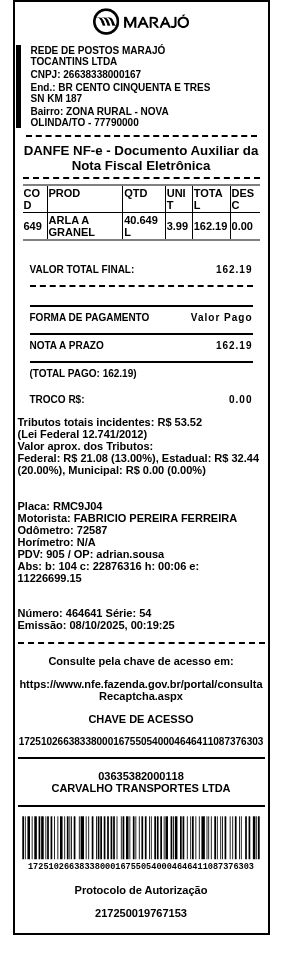 MARAJÓ
REDE DE POSTOS MARAJÓ
TOCANTINS LTDA
CNPJ: 26638338000167
End.: BR CENTO CINQUENTA E TRES
SN KM 187
Bairro: ZONA RURAL - NOVA
OLINDA/TO - 77790000
DANFE NF-e - Documento Auxiliar da
Nota Fiscal Eletrônica
COD PROD QTD UNIT TOTAL DESC
649 ARLA A GRANEL 40.649 L 3.99 162.19 0.00
VALOR TOTAL FINAL: 162.19
FORMA DE PAGAMENTO Valor Pago
NOTA A PRAZO 162.19
(TOTAL PAGO: 162.19)
TROCO R$: 0.00
Tributos totais incidentes: R$ 53.52
(Lei Federal 12.741/2012)
Valor aprox. dos Tributos:
Federal: R$ 21.08 (13.00%), Estadual: R$ 32.44
(20.00%), Municipal: R$ 0.00 (0.00%)
Placa: RMC9J04
Motorista: FABRICIO PEREIRA FERREIRA
Odômetro: 72587
Horímetro: N/A
PDV: 905 / OP: adrian.sousa
Abs: b: 104 c: 22876316 h: 00:06 e:
11226699.15
Número: 464641 Série: 54
Emissão: 08/10/2025, 00:19:25
Consulte pela chave de acesso em:
https://www.nfe.fazenda.gov.br/portal/consulta
Recaptcha.aspx
CHAVE DE ACESSO
17251026638338000167550540004646411087376303
03635382000118
CARVALHO TRANSPORTES LTDA
17251026638338000167550540004646411087376303
Protocolo de Autorização
217250019767153